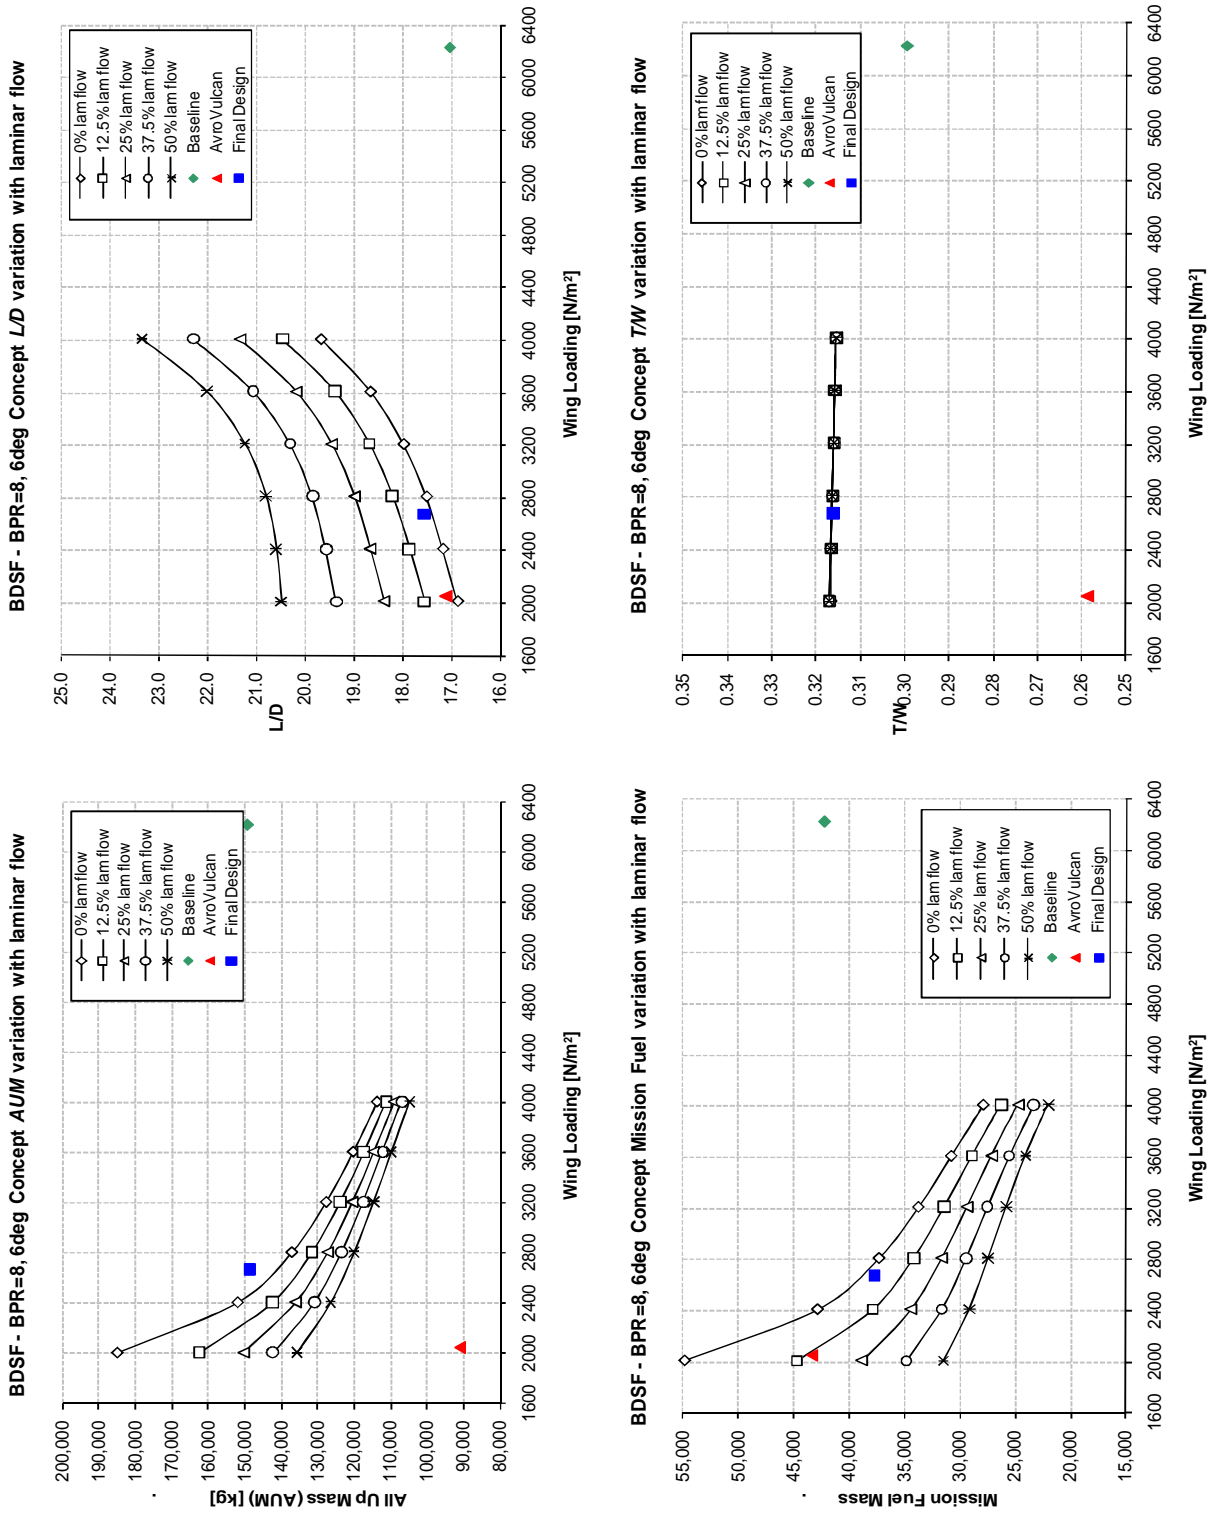 BDSF - BPR=8, 6deg Concept AUM variation with laminar flow
200,000
190,000
180,000
170,000
160,000
150,000
140,000
130,000
120,000
110,000
100,000
90,000
80,000
All Up Mass (AUM) [kg] .
1600
2000
2400
2800
3200
3600
4000
4400
4800
5200
5600
6000
6400
Wing Loading [N/m²]
0% lam flow
12.5% lam flow
25% lam flow
37.5% lam flow
50% lam flow
Baseline
Avro Vulcan
Final Design
BDSF - BPR=8, 6deg Concept L/D variation with laminar flow
25.0
24.0
23.0
22.0
21.0
20.0
19.0
18.0
17.0
16.0
L/D
1600
2000
2400
2800
3200
3600
4000
4400
4800
5200
5600
6000
6400
Wing Loading [N/m²]
0% lam flow
12.5% lam flow
25% lam flow
37.5% lam flow
50% lam flow
Baseline
Avro Vulcan
Final Design
BDSF - BPR=8, 6deg Concept Mission Fuel variation with laminar flow
55,000
50,000
45,000
40,000
35,000
30,000
25,000
20,000
15,000
Mission Fuel Mass .
1600
2000
2400
2800
3200
3600
4000
4400
4800
5200
5600
6000
6400
Wing Loading [N/m²]
0% lam flow
12.5% lam flow
25% lam flow
37.5% lam flow
50% lam flow
Baseline
Avro Vulcan
Final Design
BDSF - BPR=8, 6deg Concept T/W variation with laminar flow
0.35
0.34
0.33
0.32
0.31
0.30
0.29
0.28
0.27
0.26
0.25
T/W
1600
2000
2400
2800
3200
3600
4000
4400
4800
5200
5600
6000
6400
Wing Loading [N/m²]
0% lam flow
12.5% lam flow
25% lam flow
37.5% lam flow
50% lam flow
Baseline
Avro Vulcan
Final Design